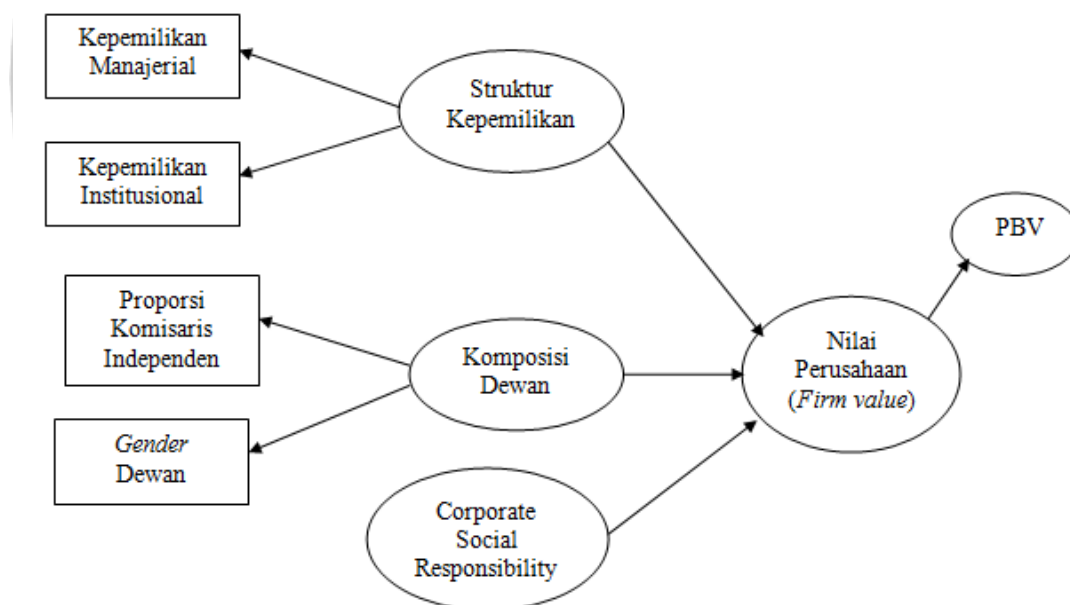 Kepemilikan
Manajerial
Struktur
Kepemilikan
Kepemilikan
Institusional
PBV
Proporsi
Komisaris
Independen
Komposisi
Dewan
Nilai
Perusahaan
(Firm value)
Gender
Dewan
Corporate
Social
Responsibility